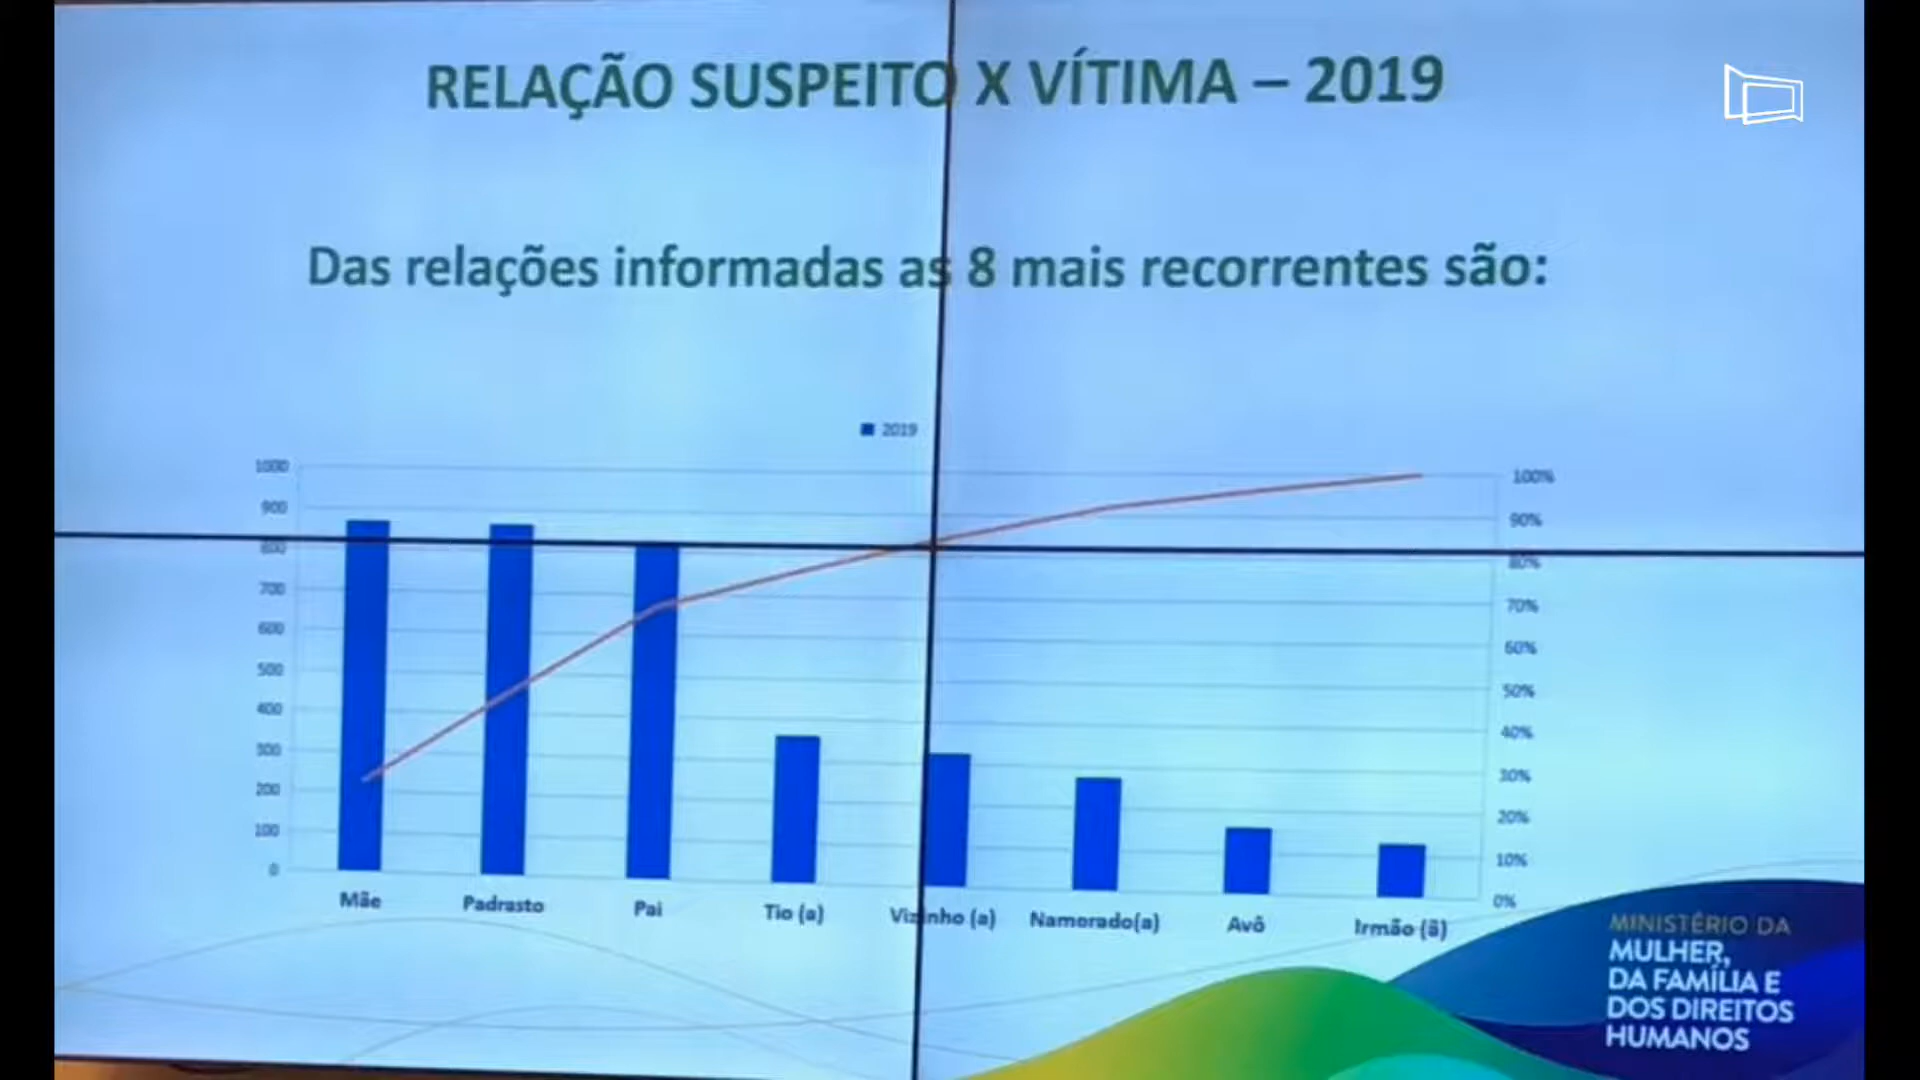 RELAÇÃO SUSPEITO X VÍTIMA – 2019
Das relações informadas as 8 mais recorrentes são:
2019
1000
900
800
700
600
500
400
300
200
100
0
100%
90%
80%
70%
60%
50%
40%
30%
20%
10%
0%
Mãe
Padrasto
Pai
Tio (a)
Vizinho (a)
Namorado(a)
Avô
Irmão (ã)
MINISTÉRIO DA
MULHER,
DA FAMÍLIA E
DOS DIREITOS
HUMANOS